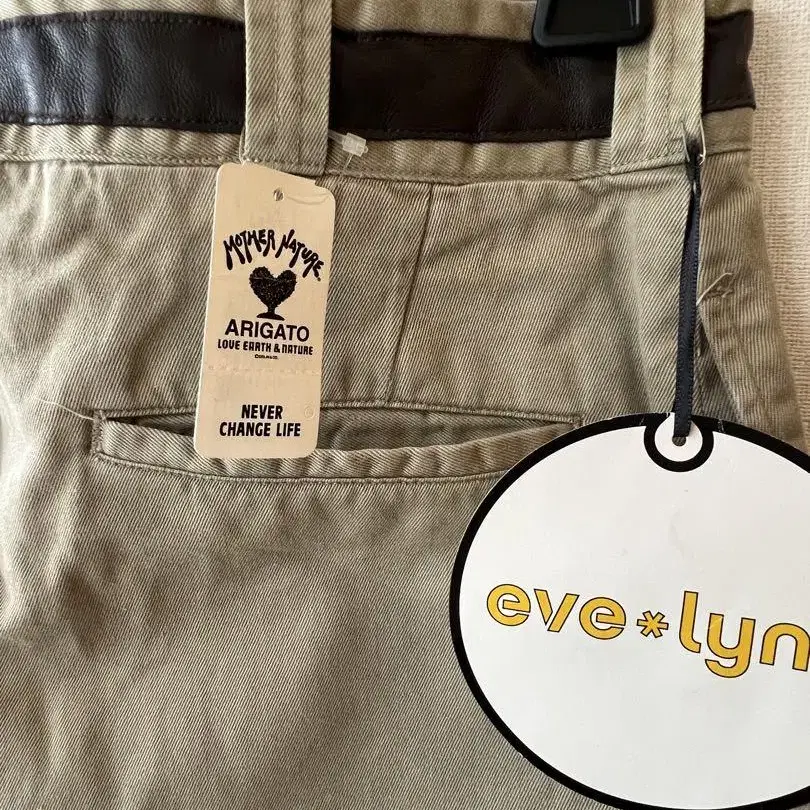 MOTHER NATURE
ARIGATO
LOVE EARTH & NATURE
NEVER
CHANGE LIFE
eve*lyn